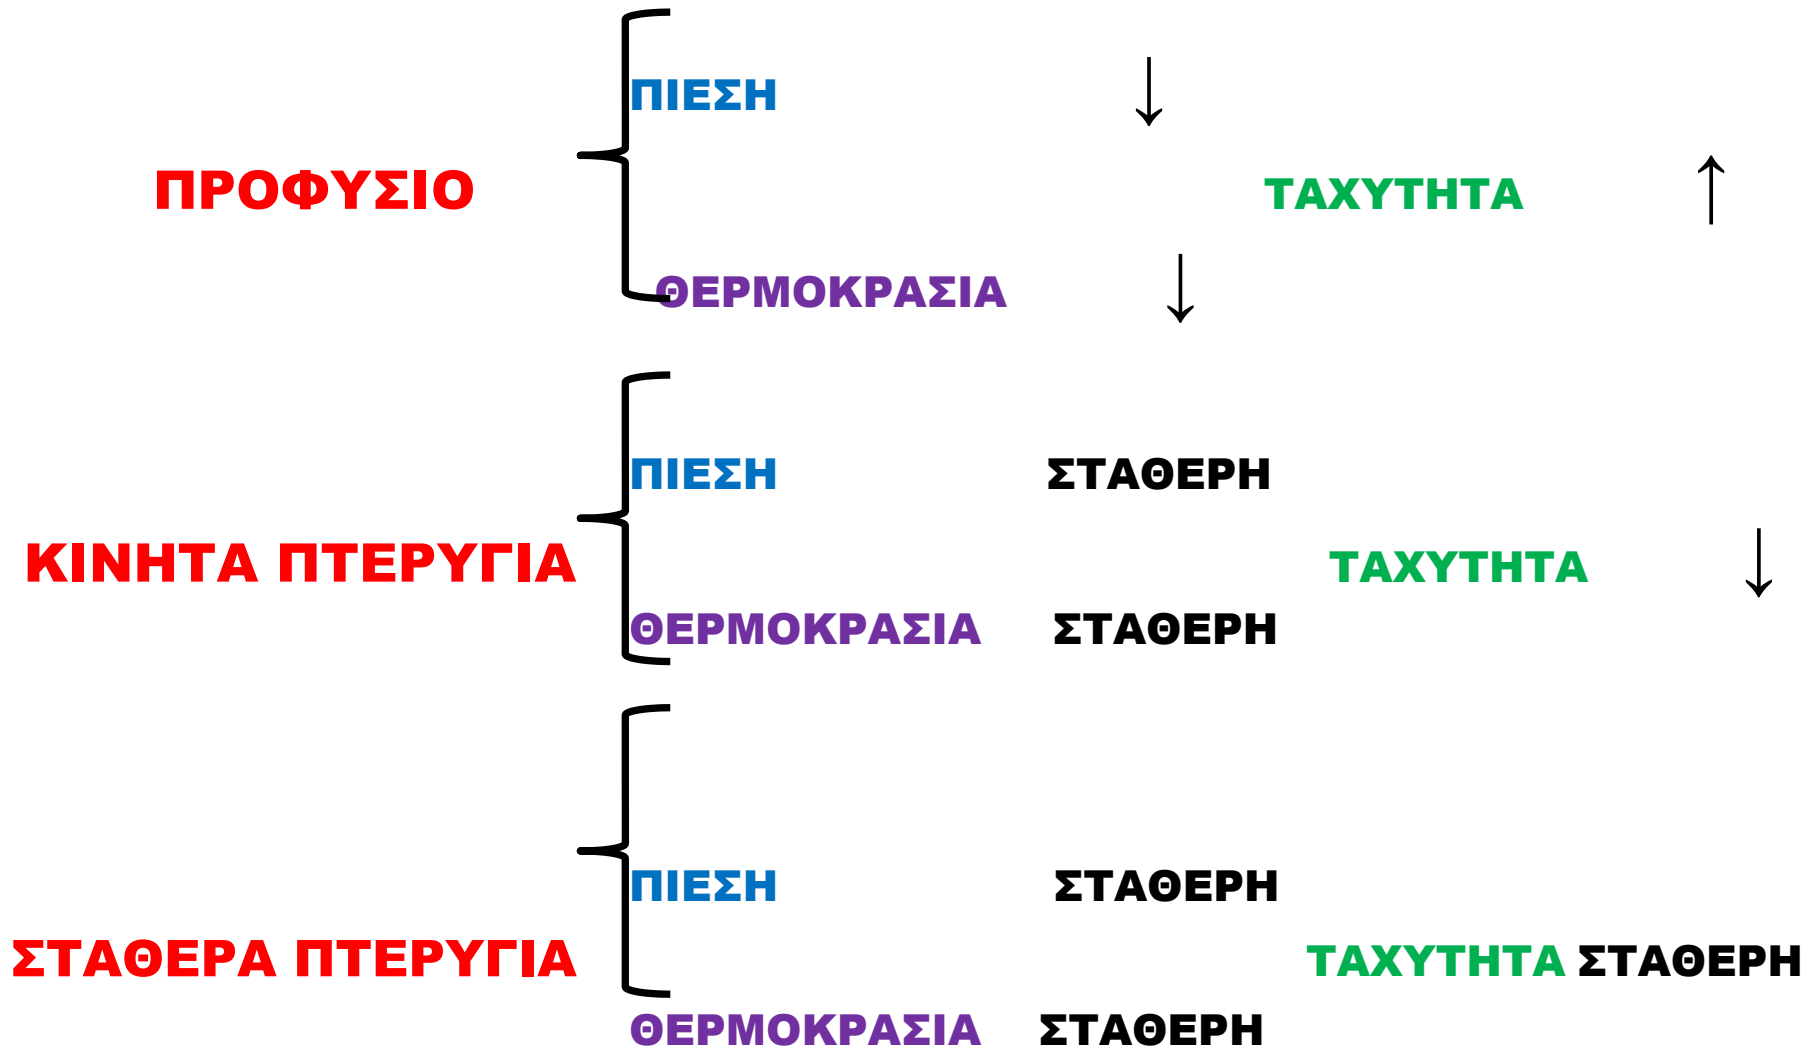 ΠΙΕΣΗ ↓
ΠΡΟΦΥΣΙΟ ΤΑΧΥΤΗΤΑ ↑
ΘΕΡΜΟΚΡΑΣΙΑ ↓
ΠΙΕΣΗ ΣΤΑΘΕΡΗ
ΚΙΝΗΤΑ ΠΤΕΡΥΓΙΑ ΤΑΧΥΤΗΤΑ ↓
ΘΕΡΜΟΚΡΑΣΙΑ ΣΤΑΘΕΡΗ
ΠΙΕΣΗ ΣΤΑΘΕΡΗ
ΣΤΑΘΕΡΑ ΠΤΕΡΥΓΙΑ ΤΑΧΥΤΗΤΑ ΣΤΑΘΕΡΗ
ΘΕΡΜΟΚΡΑΣΙΑ ΣΤΑΘΕΡΗ